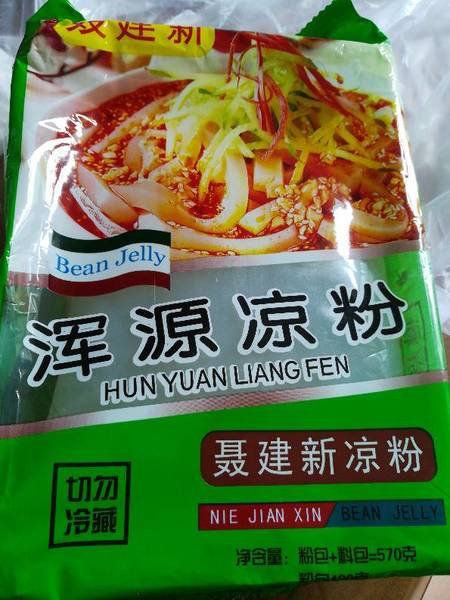 聂建新
Bean Jelly
浑源凉粉
HUN YUAN LIANG FEN
聂建新凉粉
切勿
冷藏
NIE JIAN XIN BEAN JELLY
净含量：粉包+料包=570克